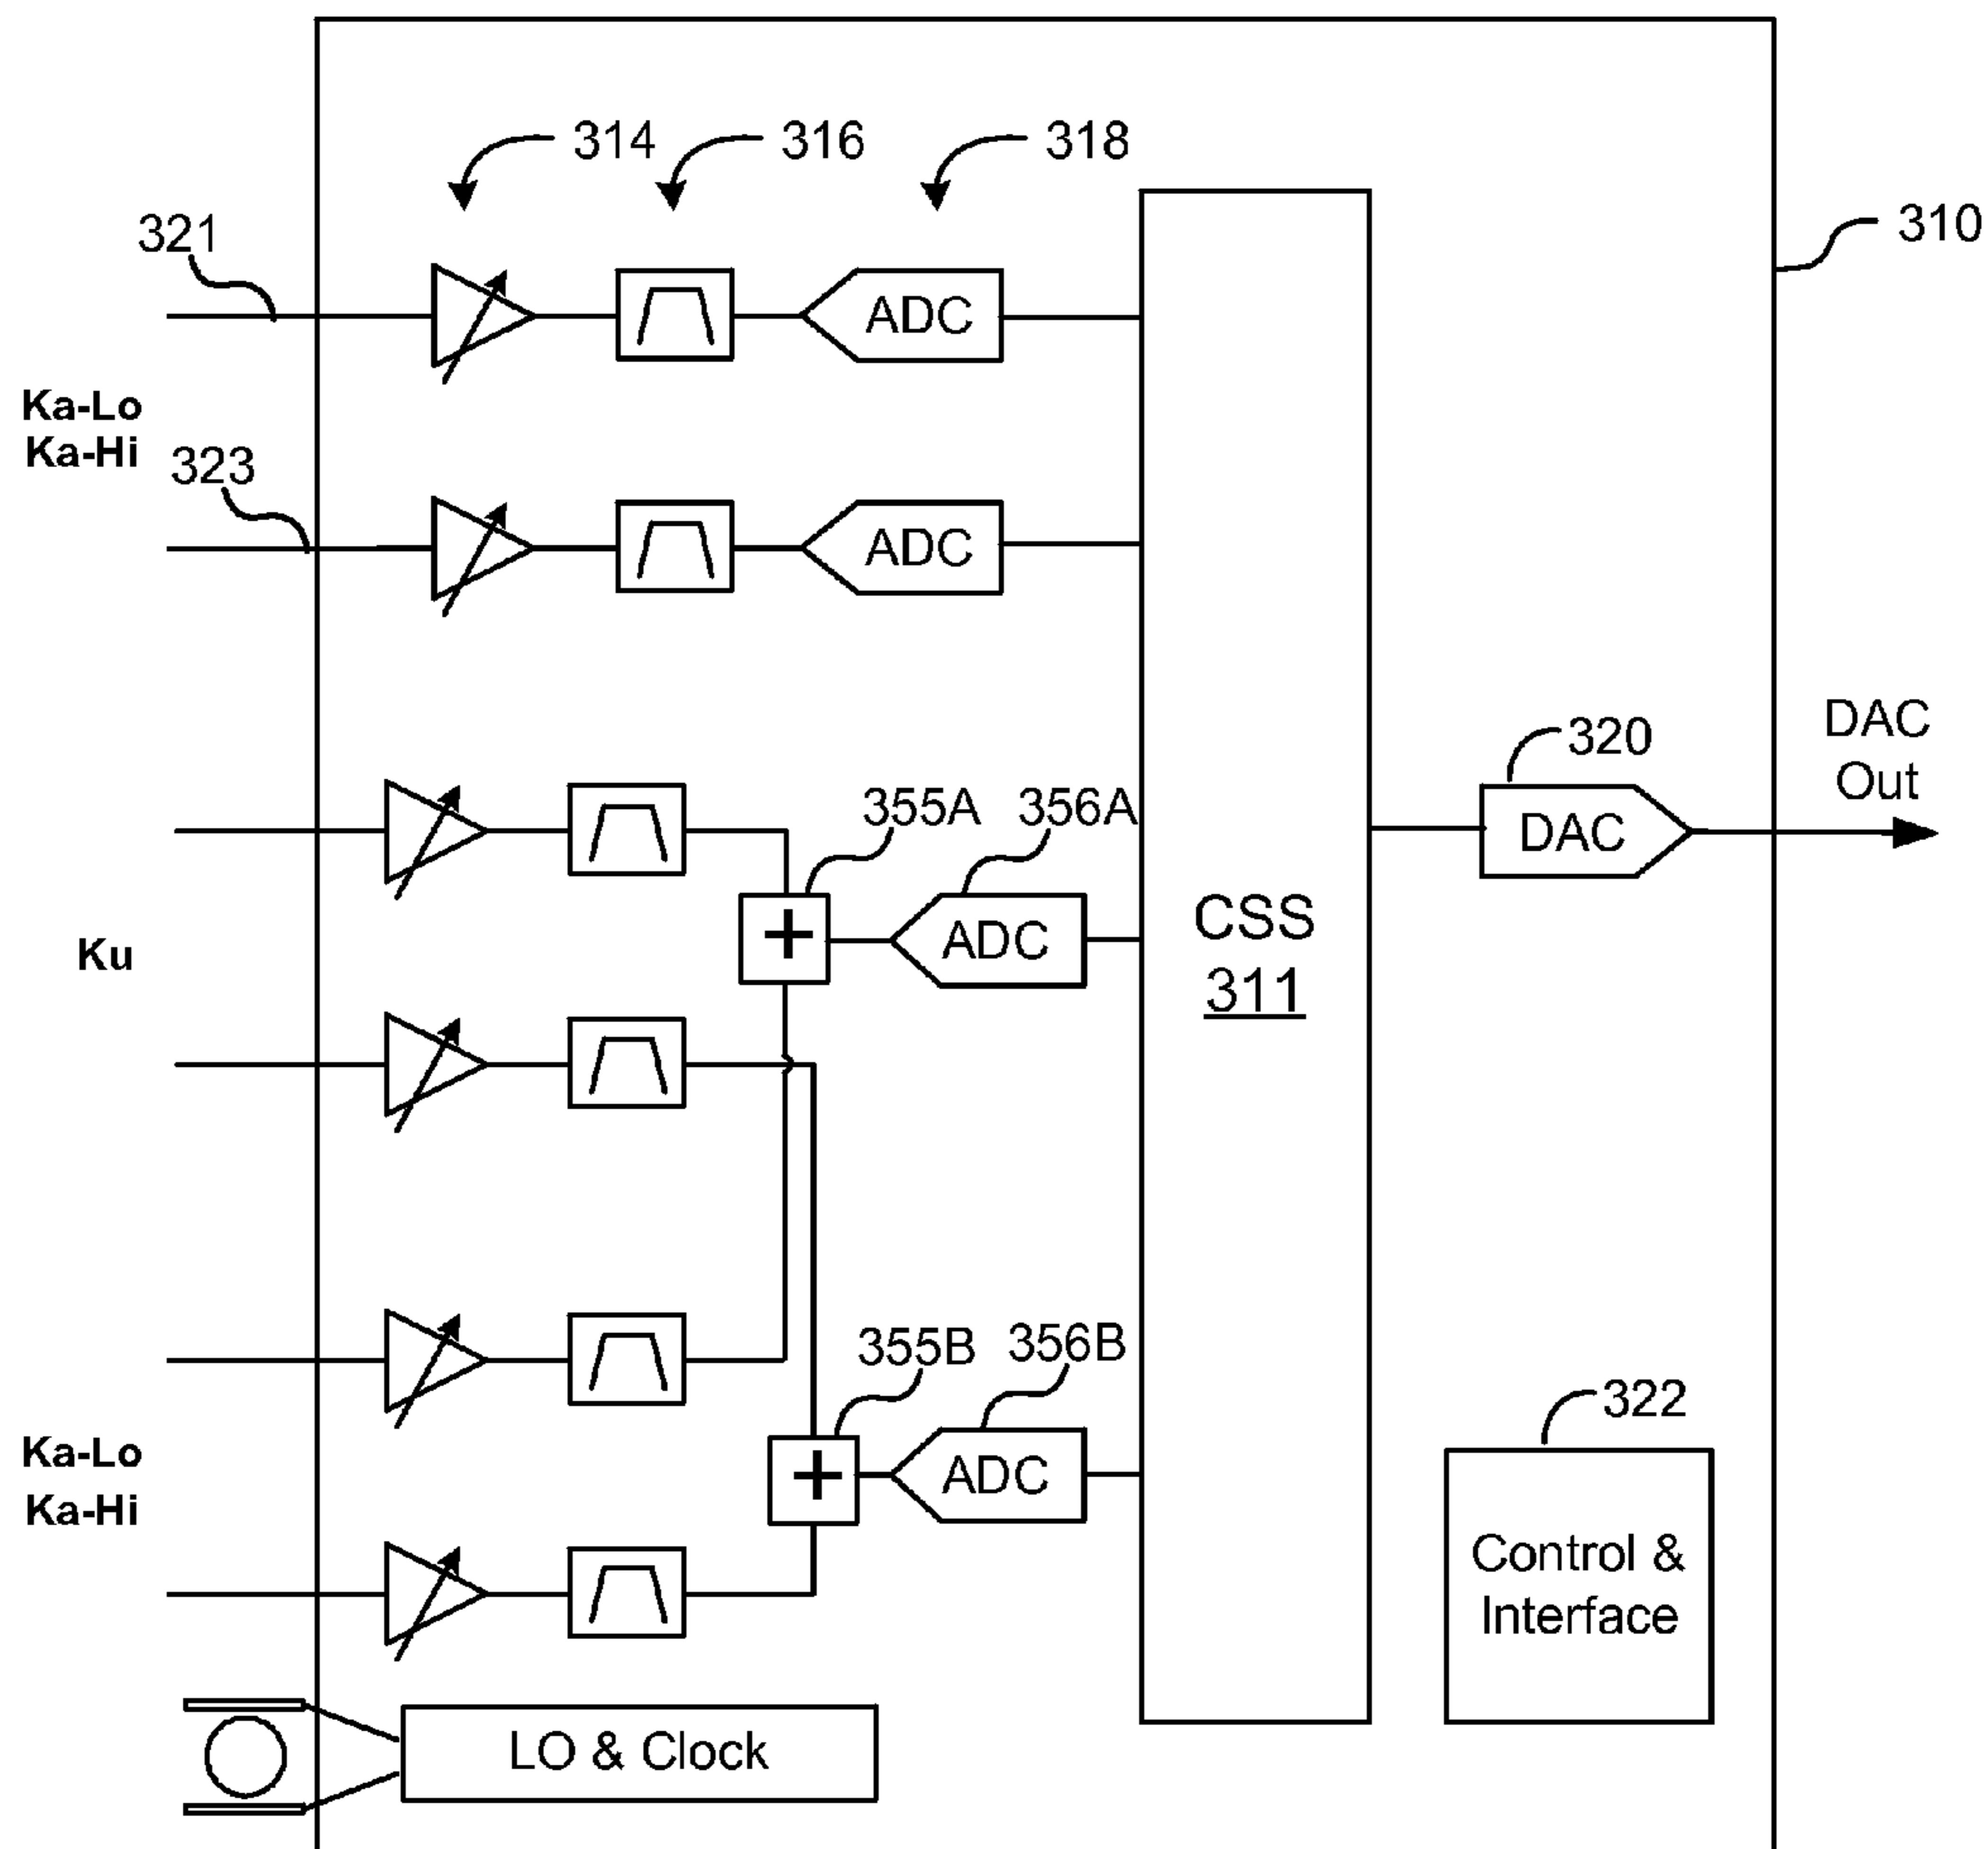 314
316
318
321
310
ADC
Ka-Lo
Ka-Hi
323
ADC
DAC
Out
320
DAC
355A
356A
ADC
CSS
311
Ku
355B
356B
ADC
322
Ka-Lo
Ka-Hi
Control &
Interface
LO & Clock